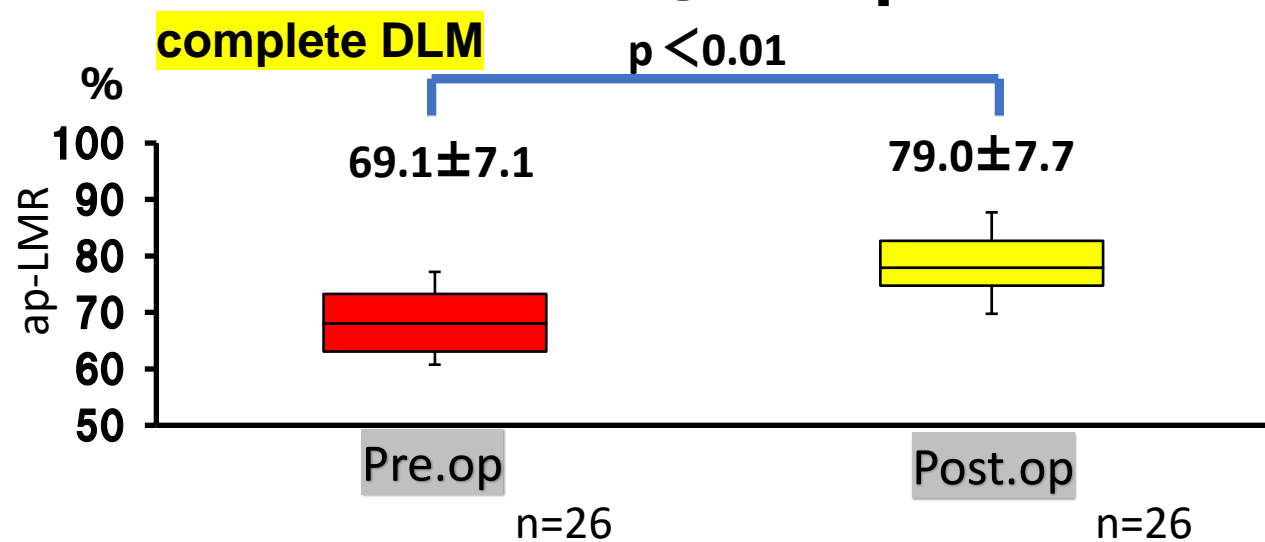 complete DLM
p <0.01
%
69.1±7.1
79.0±7.7
100
90
80
70
60
50
ap-LMR
Pre.op
Post.op
n=26
n=26